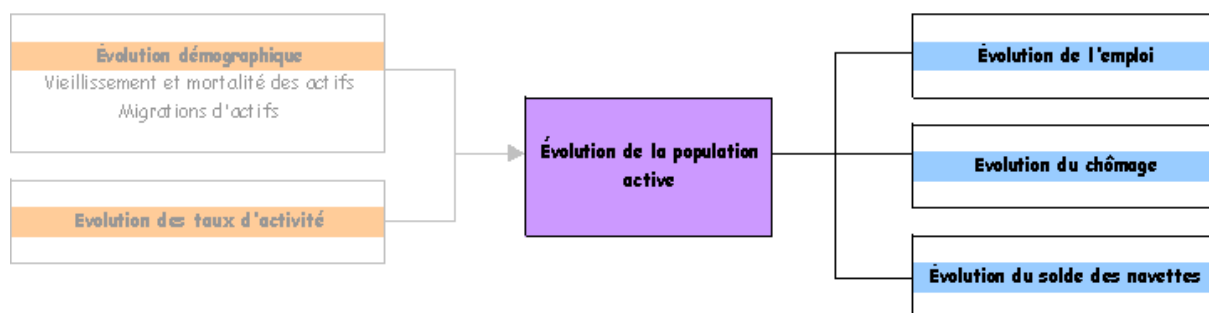 Évolution démographique
Vieillissement et mortalité des actifs
Migrations d'actifs
Evolution des taux d'activité
Évolution de la population
active
Évolution de l'emploi
Evolution du chômage
Évolution du solde des navettes